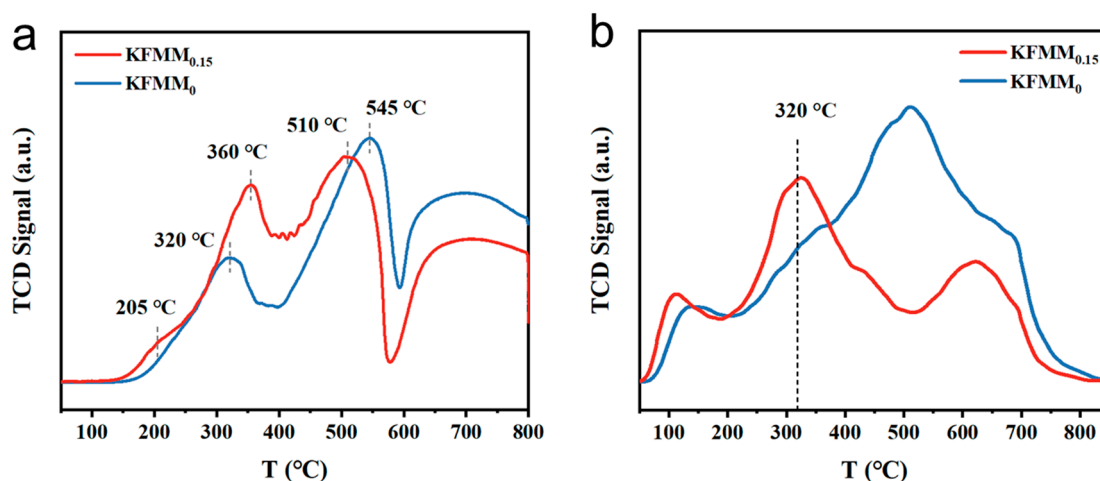 a
KFMM0.15
KFMM0
545 °C
510 °C
360 °C
320 °C
205 °C
TCD Signal (a.u.)
100 200 300 400 500 600 700 800
T (°C)
b
KFMM0.15
KFMM0
320 °C
TCD Signal (a.u.)
100 200 300 400 500 600 700 800
T (°C)